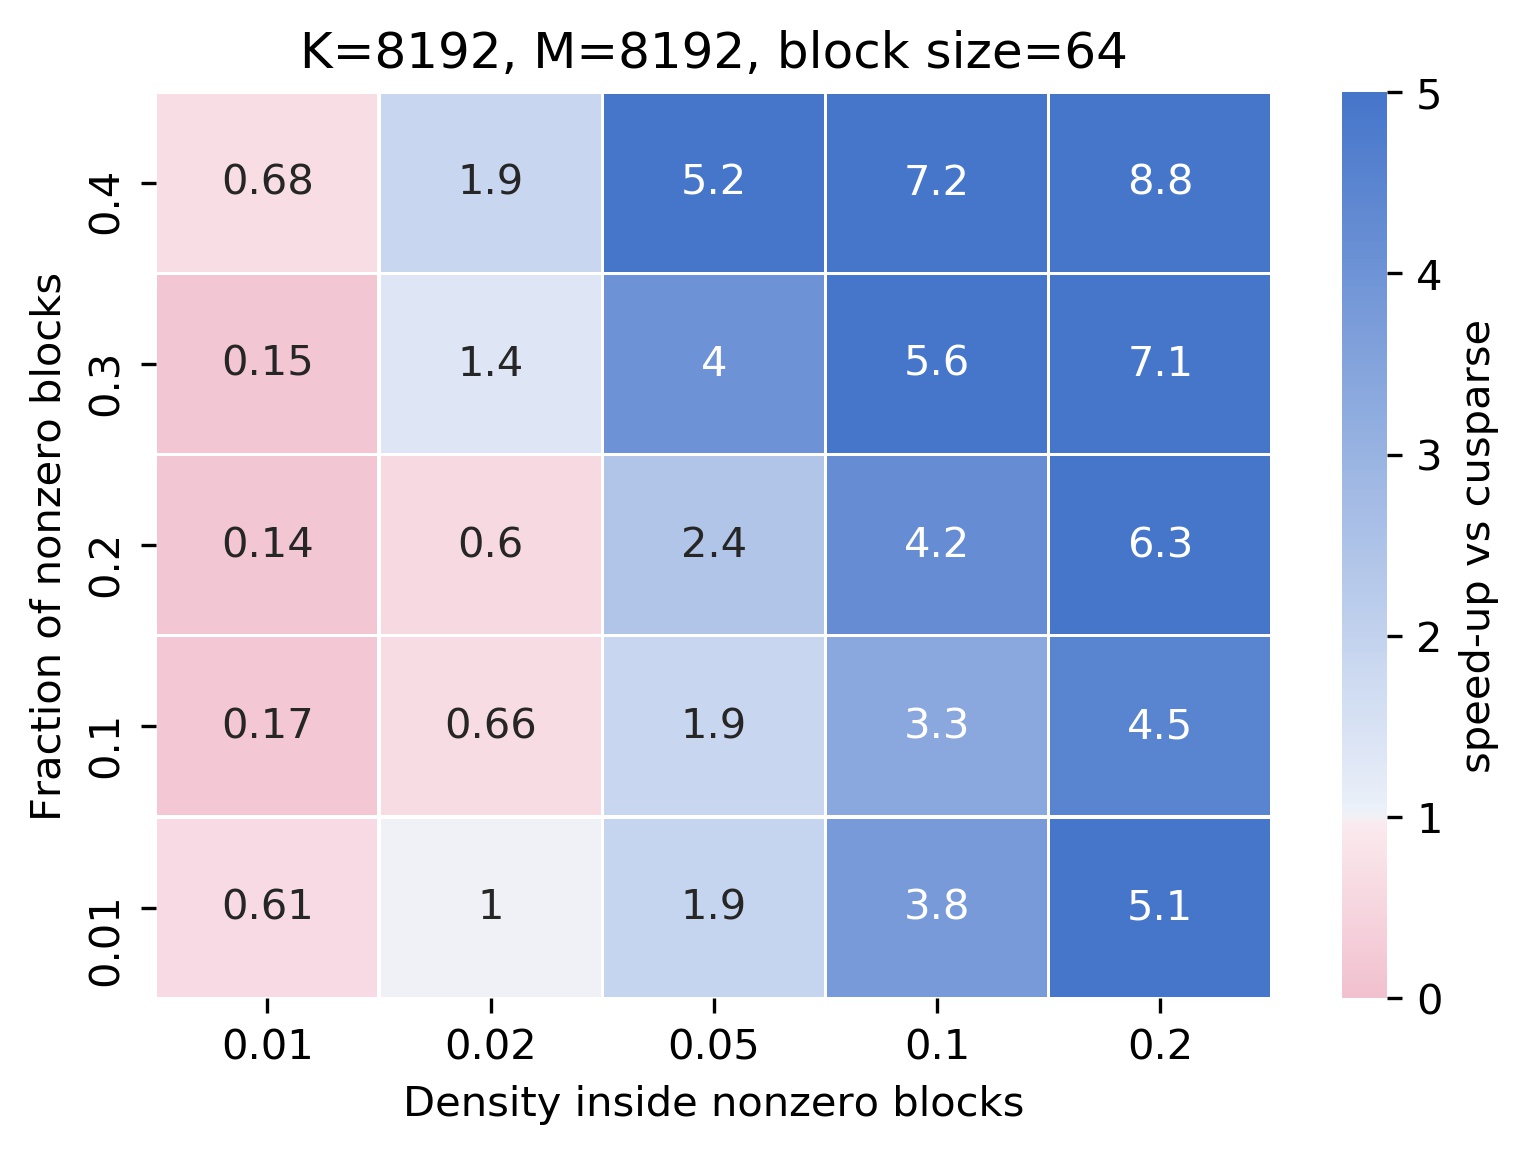 K=8192, M=8192, block size=64
Fraction of nonzero blocks
0.4
0.68 1.9 5.2 7.2 8.8
0.3
0.15 1.4 4 5.6 7.1
0.2
0.14 0.6 2.4 4.2 6.3
0.1
0.17 0.66 1.9 3.3 4.5
0.01
0.61 1 1.9 3.8 5.1
0.01 0.02 0.05 0.1 0.2
Density inside nonzero blocks
5
4
3
2
1
0
speed-up vs cusparse